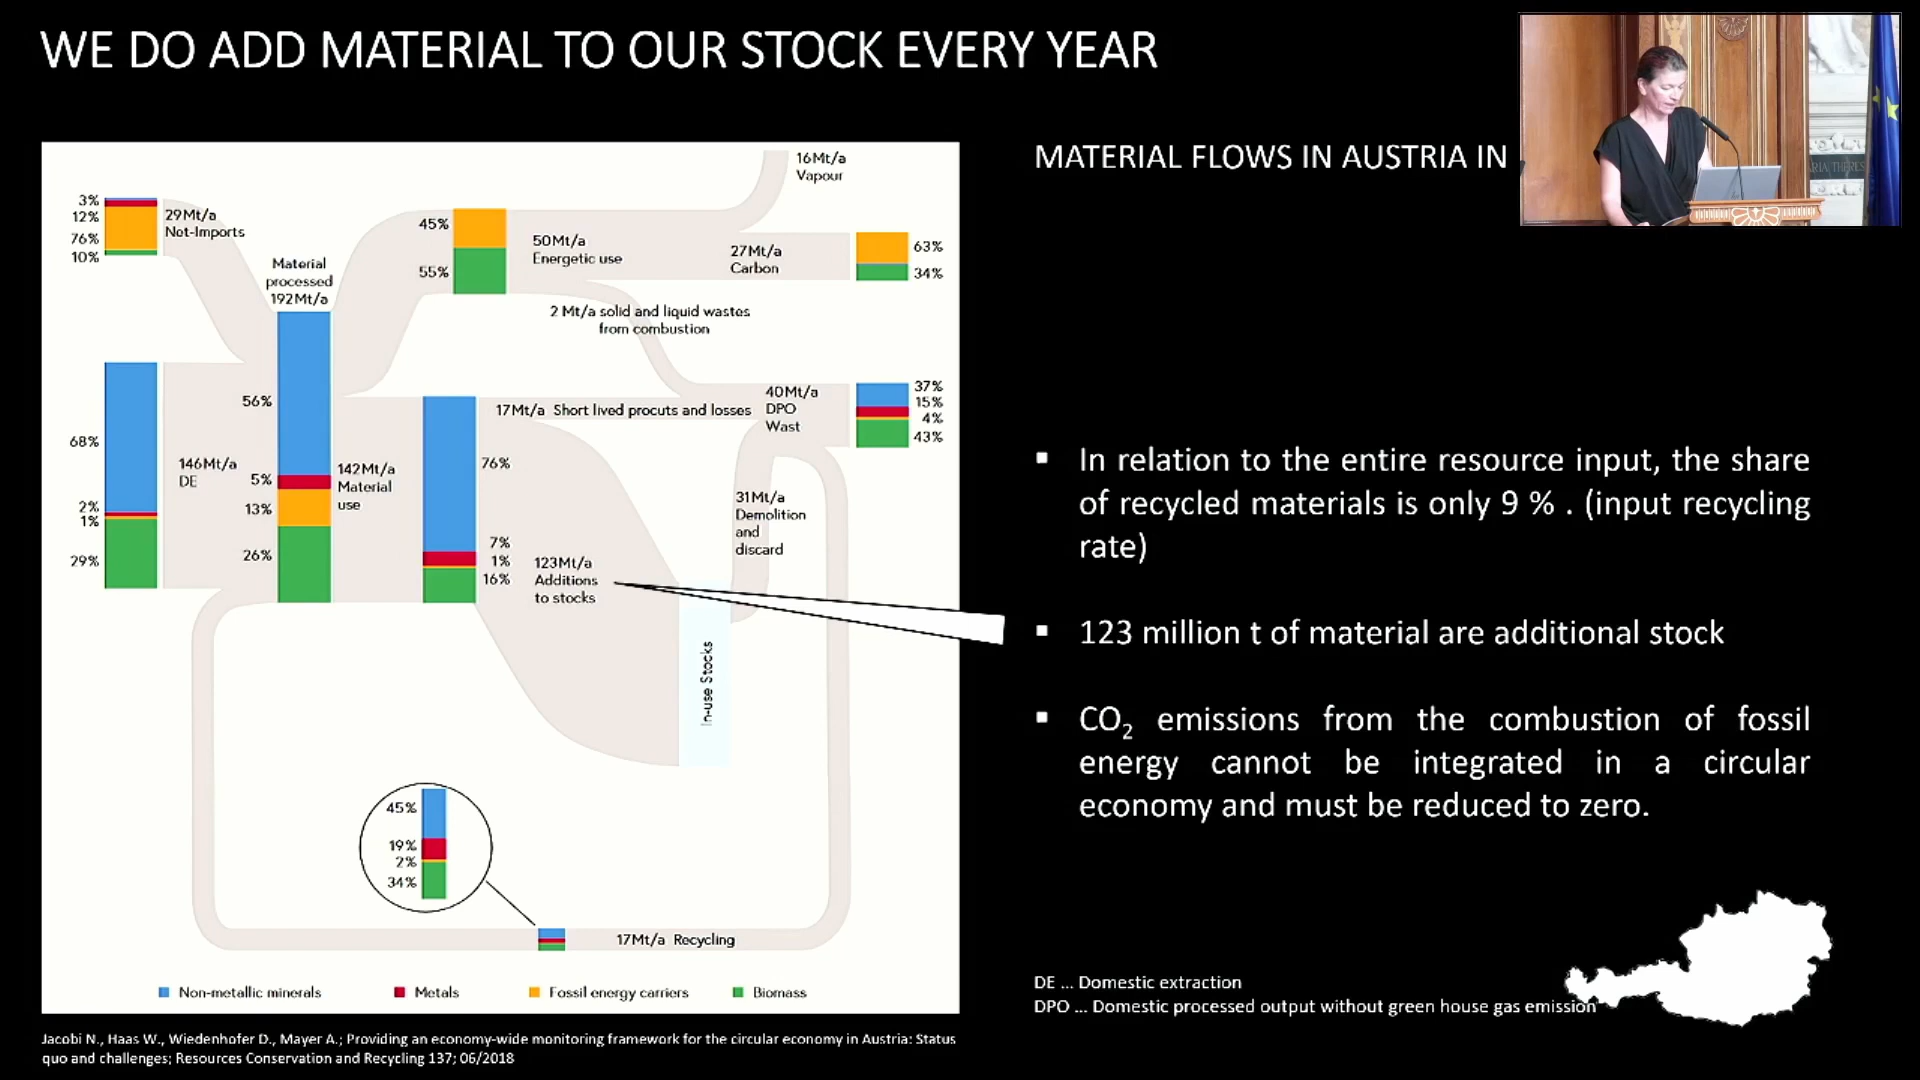 WE DO ADD MATERIAL TO OUR STOCK EVERY YEAR
MATERIAL FLOWS IN AUSTRIA IN
16Mt/a
Vapour
3%
12%
76%
10%
29Mt/a
Net-Imports
Material
processed
192Mt/a
45%
55%
50Mt/a
Energetic use
27Mt/a
Carbon
63%
34%
2 Mt/a solid and liquid wastes
from combustion
68%
2%
1%
29%
146Mt/a
DE
56%
5%
13%
26%
142Mt/a
Material
use
17Mt/a Short lived procuts and losses
40Mt/a
DPO
Wast
37%
15%
4%
43%
76%
7%
1%
16%
123Mt/a
Additions
to stocks
31Mt/a
Demolition
and
discard
In-use Stocks
45%
19%
2%
34%
17Mt/a Recycling
Non-metallic minerals
Metals
Fossil energy carriers
Biomass
▪ In relation to the entire resource input, the share
of recycled materials is only 9 % . (input recycling
rate)
▪ 123 million t of material are additional stock
▪ CO₂ emissions from the combustion of fossil
energy cannot be integrated in a circular
economy and must be reduced to zero.
DE ... Domestic extraction
DPO ... Domestic processed output without green house gas emission
Jacobi N., Haas W., Wiedenhofer D., Mayer A.; Providing an economy-wide monitoring framework for the circular economy in Austria: Status
quo and challenges; Resources Conservation and Recycling 137; 06/2018